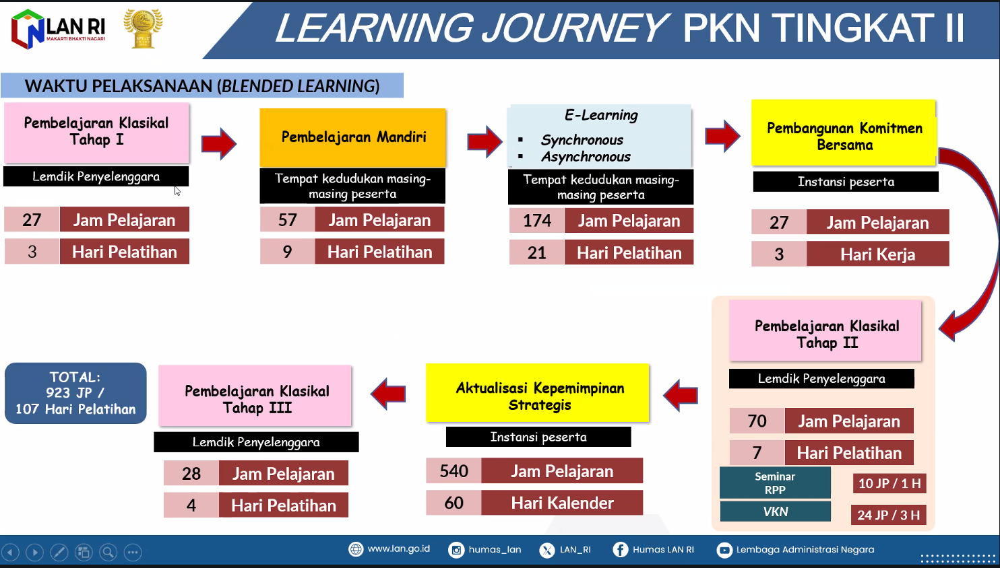 LAN RI
MAKARTI BHAKTI NAGARI
LEARNING JOURNEY PKN TINGKAT II
WAKTU PELAKSANAAN (BLENDED LEARNING)
Pembelajaran Klasikal
Tahap I
Lemdik Penyelenggara
27 Jam Pelajaran
3 Hari Pelatihan
Pembelajaran Mandiri
Tempat kedudukan masing-
masing peserta
57 Jam Pelajaran
9 Hari Pelatihan
E-Learning
▪ Synchronous
▪ Asynchronous
Tempat kedudukan masing-
masing peserta
174 Jam Pelajaran
21 Hari Pelatihan
Pembangunan Komitmen
Bersama
Instansi peserta
27 Jam Pelajaran
3 Hari Kerja
Pembelajaran Klasikal
Tahap II
Lemdik Penyelenggara
70 Jam Pelajaran
7 Hari Pelatihan
Seminar
RPP
10 JP / 1 H
VKN
24 JP / 3 H
Aktualisasi Kepemimpinan
Strategis
Instansi peserta
540 Jam Pelajaran
60 Hari Kalender
Pembelajaran Klasikal
Tahap III
Lemdik Penyelenggara
28 Jam Pelajaran
4 Hari Pelatihan
TOTAL:
923 JP /
107 Hari Pelatihan
www.lan.go.id
humas_lan
LAN_RI
Humas LAN RI
Lembaga Administrasi Negara